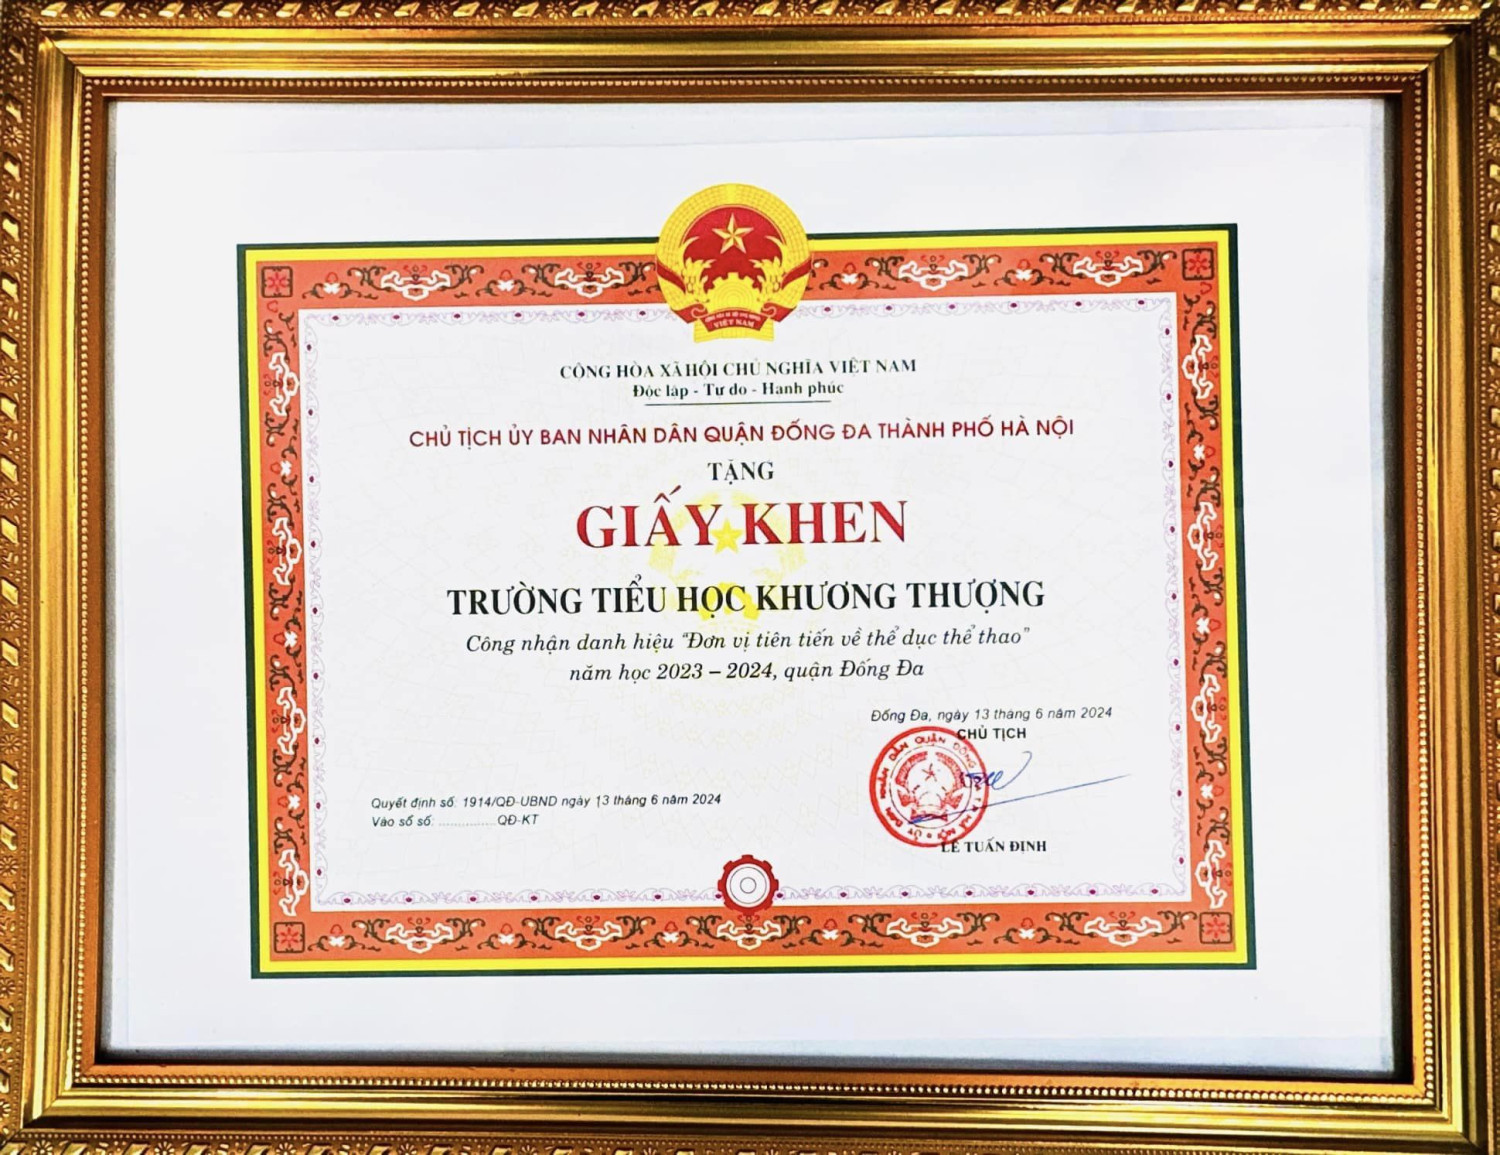 VIỆT NAM
CỘNG HÒA XÃ HỘI CHỦ NGHĨA VIỆT NAM
Độc lập - Tự do - Hạnh phúc
CHỦ TỊCH ỦY BAN NHÂN DÂN QUẬN ĐỐNG ĐA THÀNH PHỐ HÀ NỘI
TẶNG
GIẤY KHEN
TRƯỜNG TIỂU HỌC KHƯƠNG THƯỢNG
Công nhận danh hiệu “Đơn vị tiên tiến về thể dục thể thao”
năm học 2023 – 2024, quận Đống Đa
Đống Đa, ngày 13 tháng 6 năm 2024
CHỦ TỊCH
Quyết định số: 1914/QĐ-UBND ngày 13 tháng 6 năm 2024
Vào sổ số: ................QĐ-KT
LÊ TUẤN ĐỊNH